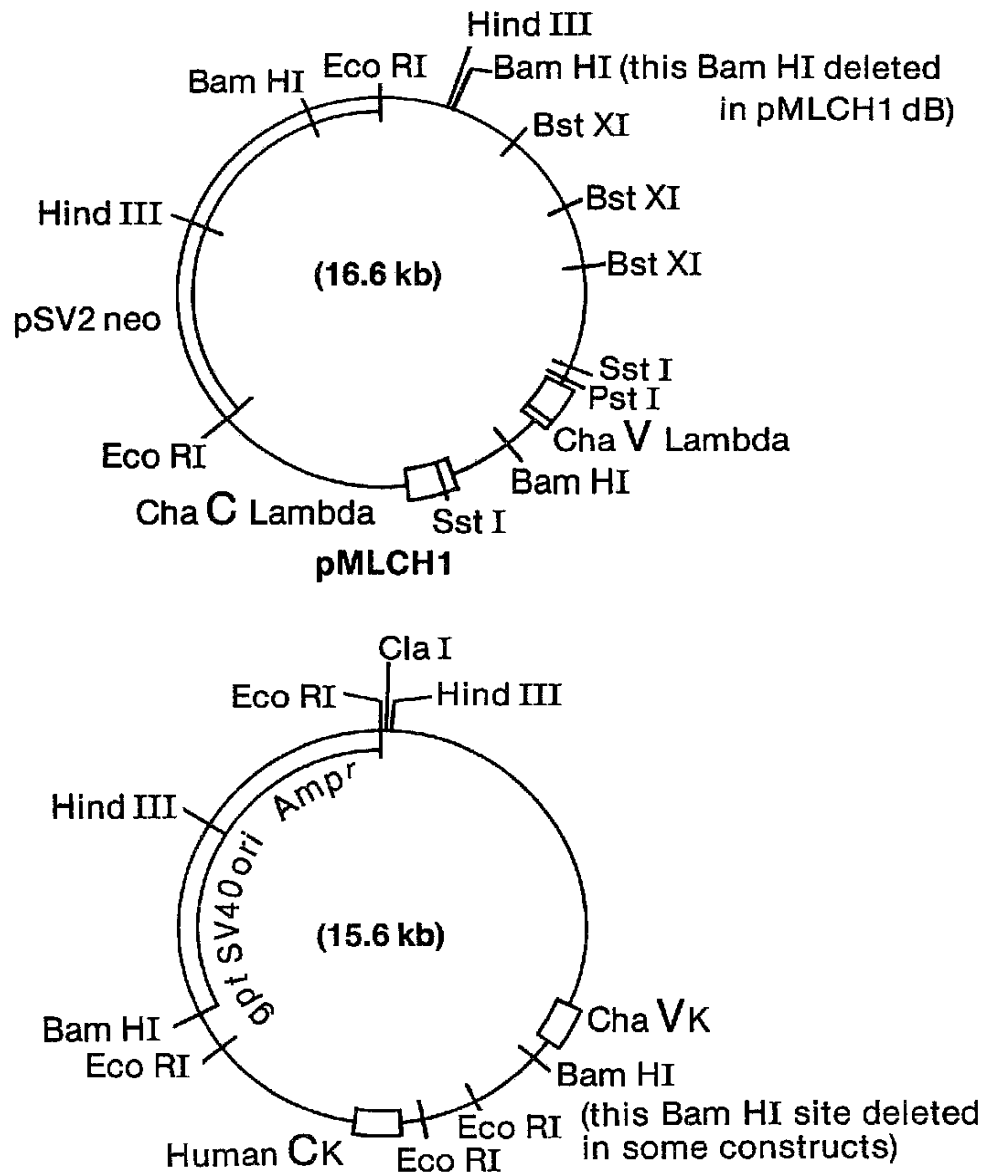 Hind III
Eco RI
Bam HI (this Bam HI deleted
in pMLCH1 dB)
Bam HI
Bst XI
Bst XI
Hind III
Bst XI
(16.6 kb)
pSV2 neo
Sst I
Pst I
Cha V Lambda
Eco RI
Bam HI
Cha C Lambda
Sst I
pMLCH1
Cla I
Eco RI
Hind III
Hind III
Ampr
gpt SV40 ori
(15.6 kb)
Cha VK
Bam HI
Eco RI
Bam HI
(this Bam HI site deleted
in some constructs)
Eco RI
Human CK
Eco RI